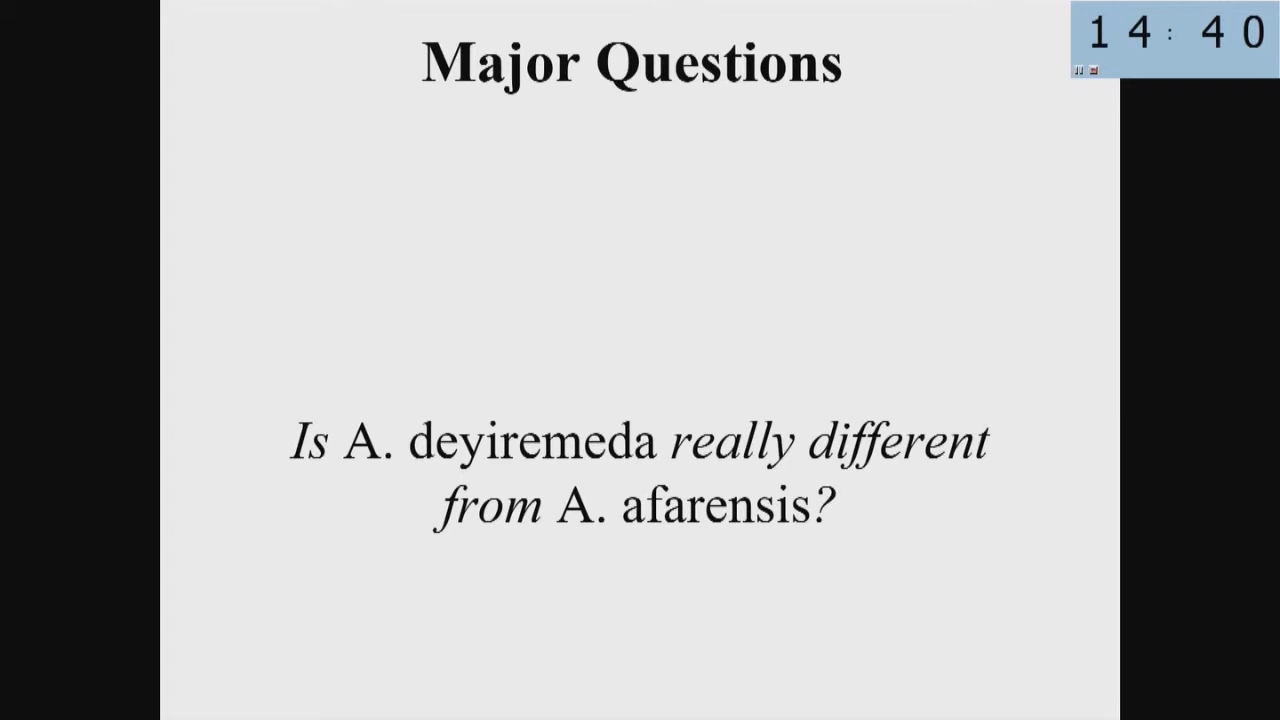 Major Questions
14:40
Is A. deyiremeda really different
from A. afarensis?